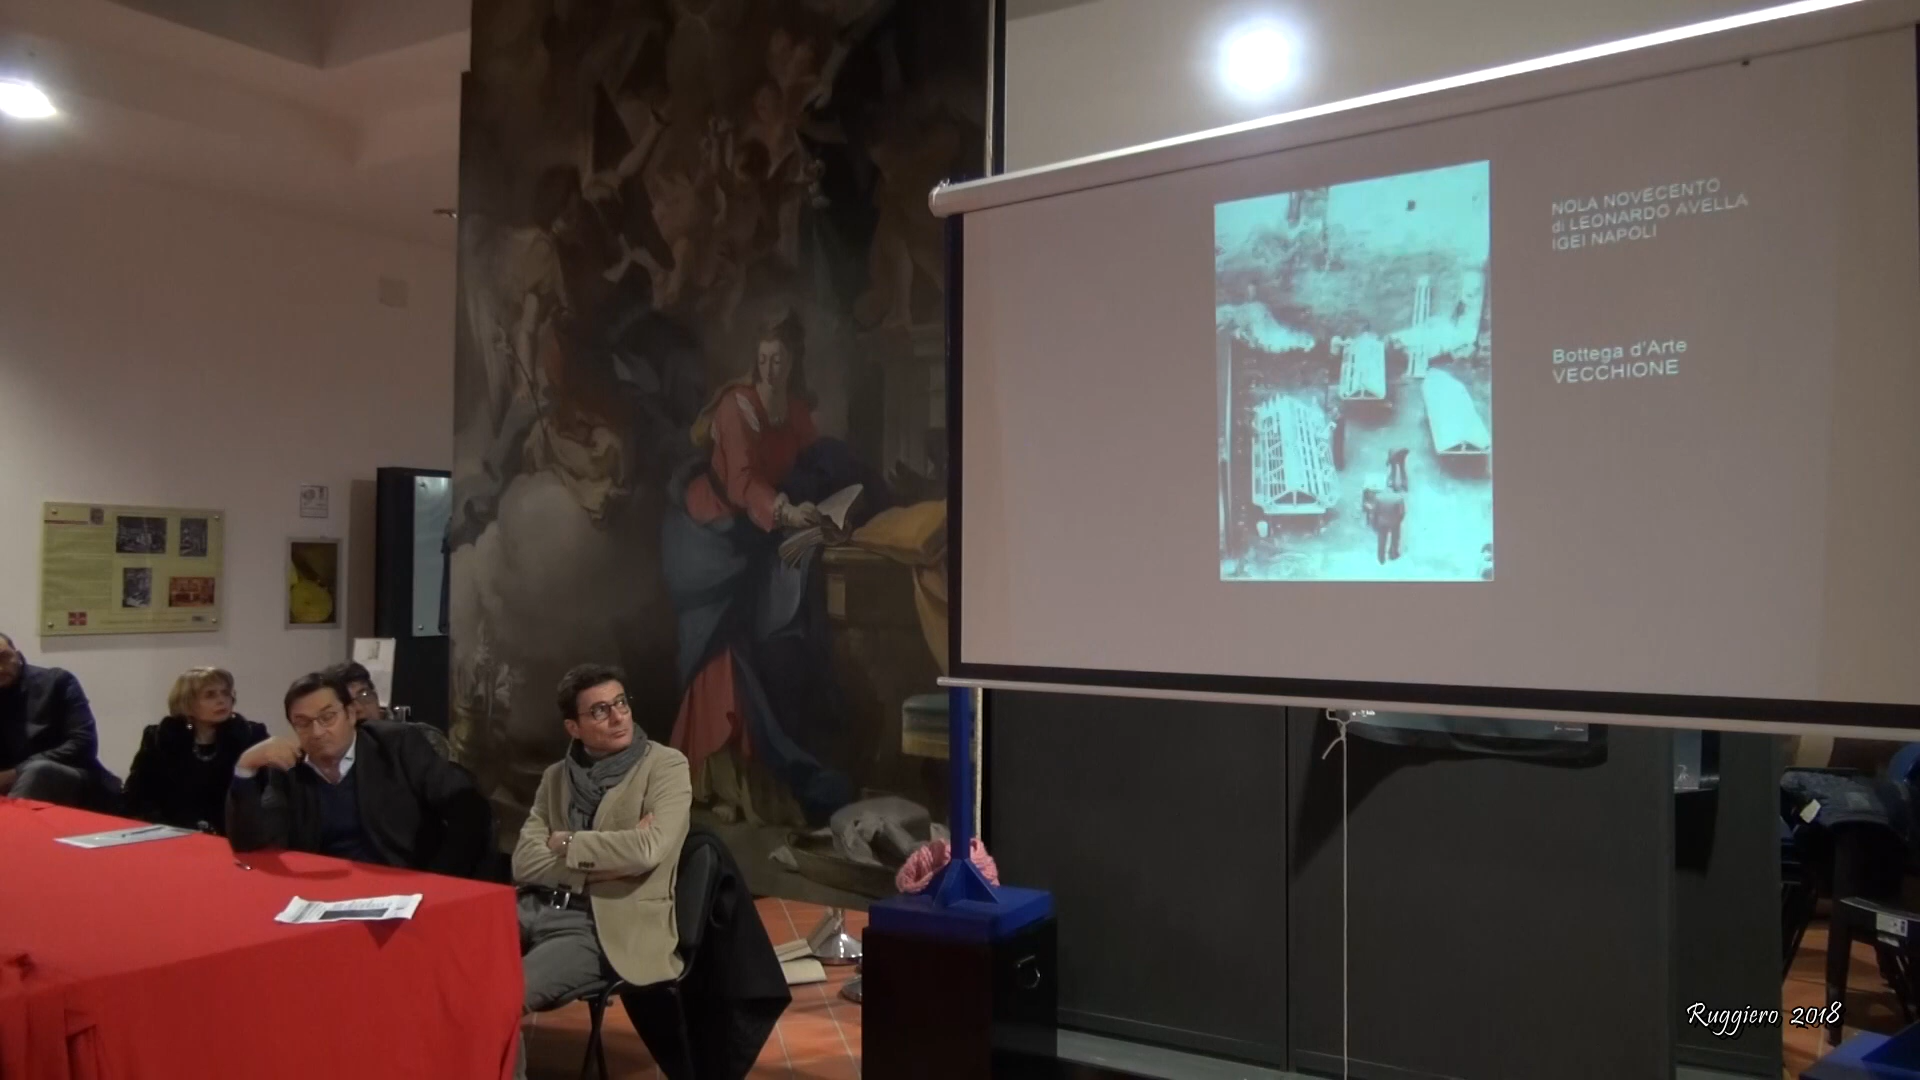 NOLA NOVECENTO
di LEONARDO AVELLA
IGEI NAPOLI
Bottega d'Arte
VECCHIONE
Ruggiero 2018